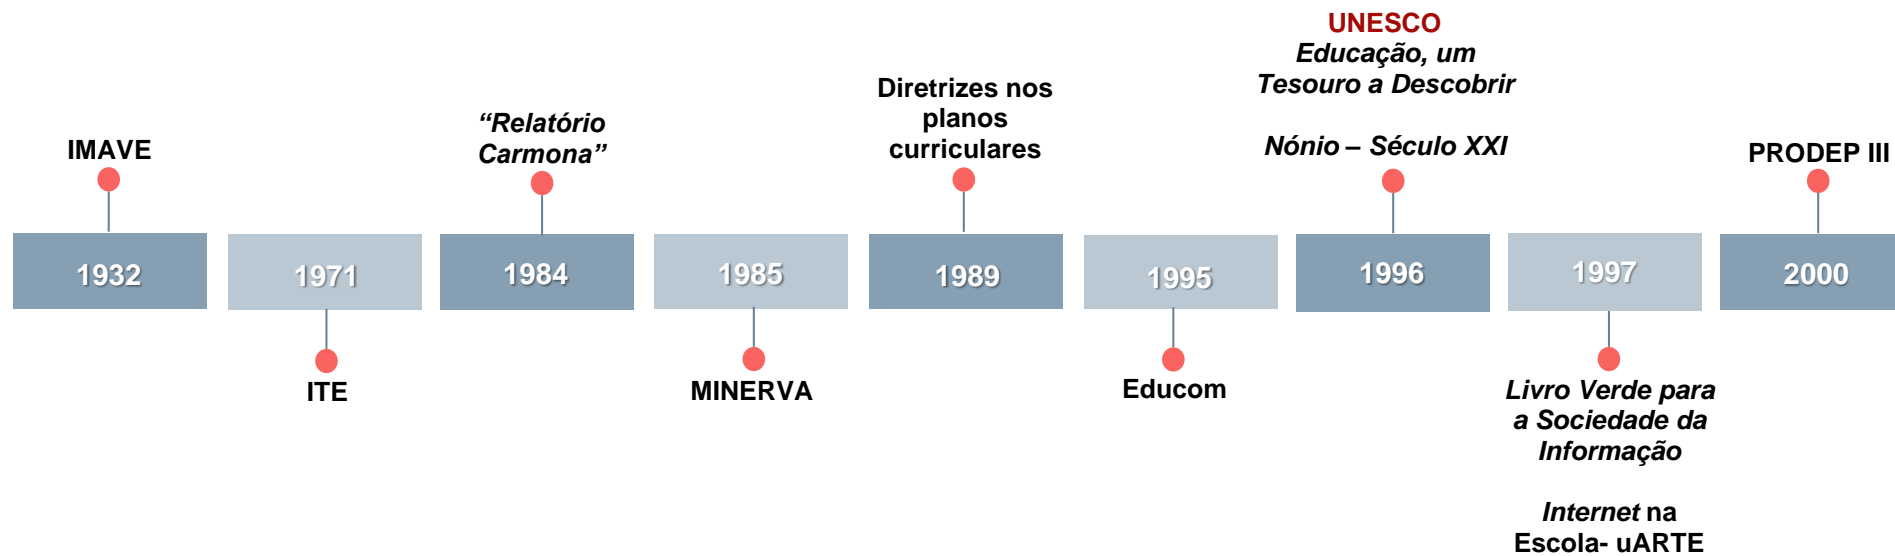 IMAVE
1932
1971
ITE
“Relatório
Carmona”
1984
1985
MINERVA
Diretrizes nos
planos
curriculares
1989
1995
Educom
UNESCO
Educação, um
Tesouro a Descobrir
Nónio – Século XXI
1996
1997
Livro Verde para
a Sociedade da
Informação
Internet na
Escola- uARTE
PRODEP III
2000